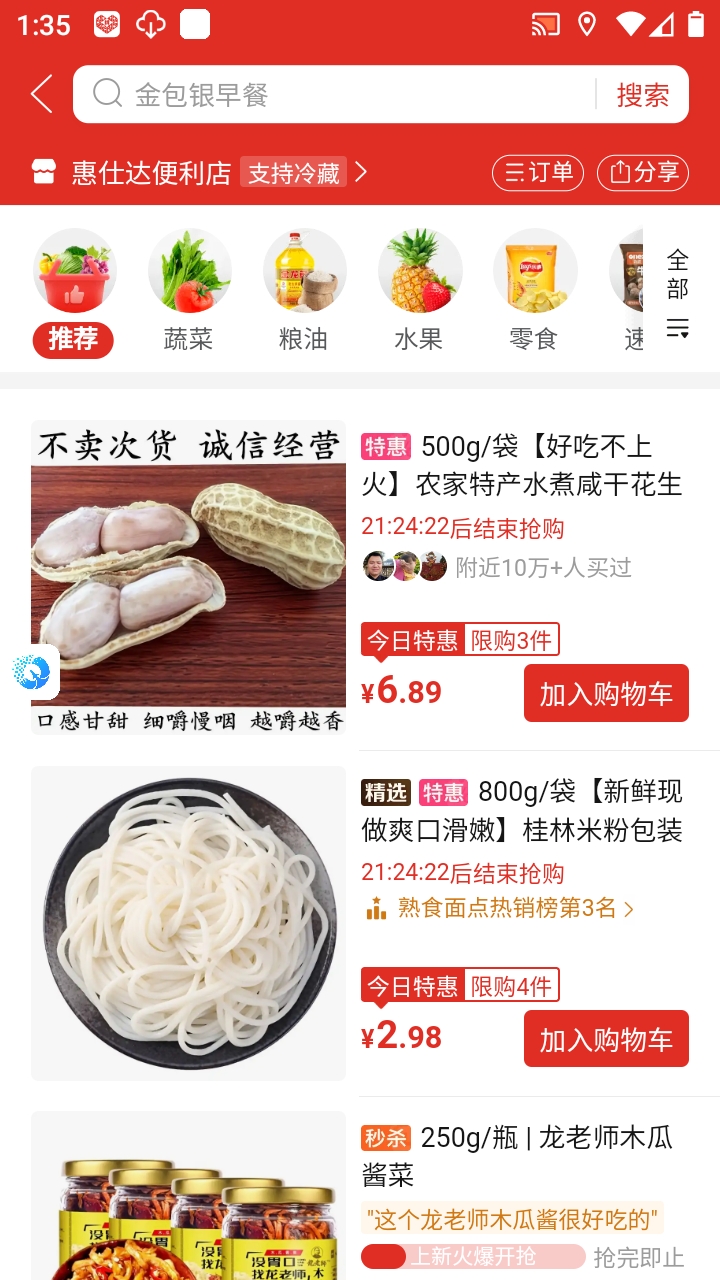 1:35
金包银早餐
搜索
惠仕达便利店 支持冷藏
订单
分享
推荐
蔬菜
粮油
水果
零食
速
全部
不卖次货 诚信经营
口感甘甜 细嚼慢咽 越嚼越香
特惠 500g/袋【好吃不上
火】农家特产水煮咸干花生
21:24:22后结束抢购
附近10万+人买过
今日特惠 限购3件
¥6.89
加入购物车
精选 特惠 800g/袋【新鲜现
做爽口滑嫩】桂林米粉包装
21:24:22后结束抢购
熟食面点热销榜第3名
今日特惠 限购4件
¥2.98
加入购物车
秒杀 250g/瓶 | 龙老师木瓜
酱菜
"这个龙老师木瓜酱很好吃的"
上新火爆开抢
抢完即止
没胃口
找龙老师,木